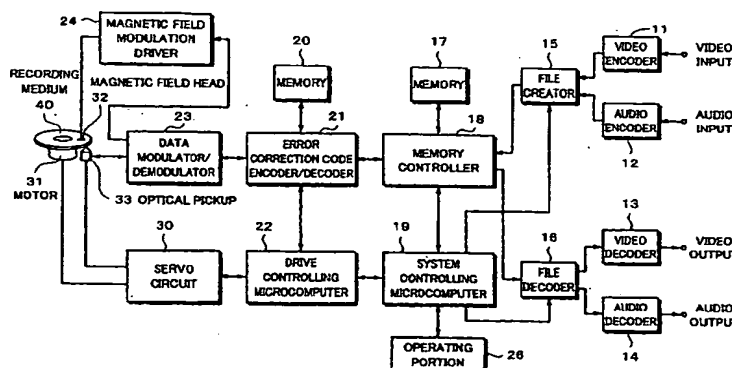 24
MAGNETIC FIELD
MODULATION
DRIVER
MAGNETIC FIELD HEAD
RECORDING
MEDIUM
32
40
31
MOTOR
33 OPTICAL PICKUP
23
DATA
MODULATOR/
DEMODULATOR
20
MEMORY
21
ERROR
CORRECTION CODE
ENCODER/DECODER
17
MEMORY
18
MEMORY
CONTROLLER
15
FILE
CREATOR
11
VIDEO
ENCODER
VIDEO
INPUT
AUDIO
ENCODER
12
AUDIO
INPUT
30
SERVO
CIRCUIT
22
DRIVE
CONTROLLING
MICROCOMPUTER
19
SYSTEM
CONTROLLING
MICROCOMPUTER
16
FILE
DECODER
13
VIDEO
DECODER
VIDEO
OUTPUT
AUDIO
DECODER
14
AUDIO
OUTPUT
OPERATING
PORTION
26